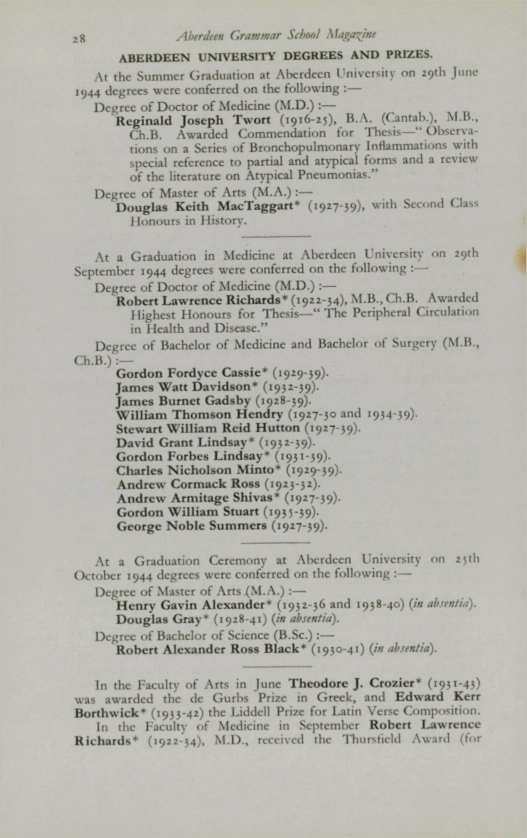 28
Aberdeen Grammar School Magazine
ABERDEEN UNIVERSITY DEGREES AND PRIZES.
At the Summer Graduation at Aberdeen University on 29th June
1944 degrees were conferred on the following :—
Degree of Doctor of Medicine (M.D.) :—
Reginald Joseph Twort (1916-25), B.A. (Cantab.), M.B.,
Ch.B. Awarded Commendation for Thesis—“ Observa-
tions on a Series of Bronchopulmonary Inflammations with
special reference to partial and atypical forms and a review
of the literature on Atypical Pneumonias.”
Degree of Master of Arts (M.A.) :—
Douglas Keith MacTaggart* (1927-39), with Second Class
Honours in History.
At a Graduation in Medicine at Aberdeen University on 29th
September 1944 degrees were conferred on the following :—
Degree of Doctor of Medicine (M.D.) :—
Robert Lawrence Richards* (1922-34), M.B., Ch.B. Awarded
Highest Honours for Thesis—“ The Peripheral Circulation
in Health and Disease.”
Degree of Bachelor of Medicine and Bachelor of Surgery (M.B.,
Ch.B.) :—
Gordon Fordyce Cassie* (1929-39).
James Watt Davidson* (1932-39).
James Burnet Gadsby (1928-39).
William Thomson Hendry (1927-30 and 1934-39).
Stewart William Reid Hutton (1927-39).
David Grant Lindsay* (1932-39).
Gordon Forbes Lindsay* (1931-39).
Charles Nicholson Minto* (1929-39).
Andrew Cormack Ross (1923-32).
Andrew Armitage Shivas* (1927-39).
Gordon William Stuart (1935-39).
George Noble Summers (1927-39).
At a Graduation Ceremony at Aberdeen University on 25th
October 1944 degrees were conferred on the following :—
Degree of Master of Arts (M.A.) :—
Henry Gavin Alexander* (1932-36 and 1938-40) (in absentia).
Douglas Gray* (1928-41) (in absentia).
Degree of Bachelor of Science (B.Sc.) :—
Robert Alexander Ross Black* (1930-41) (in absentia).
In the Faculty of Arts in June Theodore J. Crozier* (1931-43)
was awarded the de Gurbs Prize in Greek, and Edward Kerr
Borthwick* (1933-42) the Liddell Prize for Latin Verse Composition.
In the Faculty of Medicine in September Robert Lawrence
Richards* (1922-34), M.D., received the Thursfield Award (for